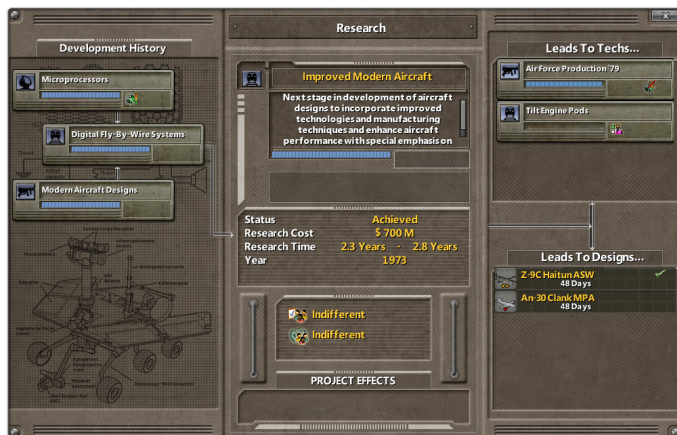 Research
Development History
Microprocessors
Digital Fly-By-Wire Systems
Modern Aircraft Designs
Improved Modern Aircraft
Next stage in development of aircraft
designs to incorporate improved
technologies and manufacturing
techniques and enhance aircraft
performance with special emphasis on
Status Achieved
Research Cost $ 700 M
Research Time 2.3 Years - 2.8 Years
Year 1973
Indifferent
Indifferent
PROJECT EFFECTS
Leads To Techs...
Air Force Production '79
Tilt Engine Pods
Leads To Designs...
Z-9C Haitun ASW
48 Days
An-30 Clank MPA
48 Days